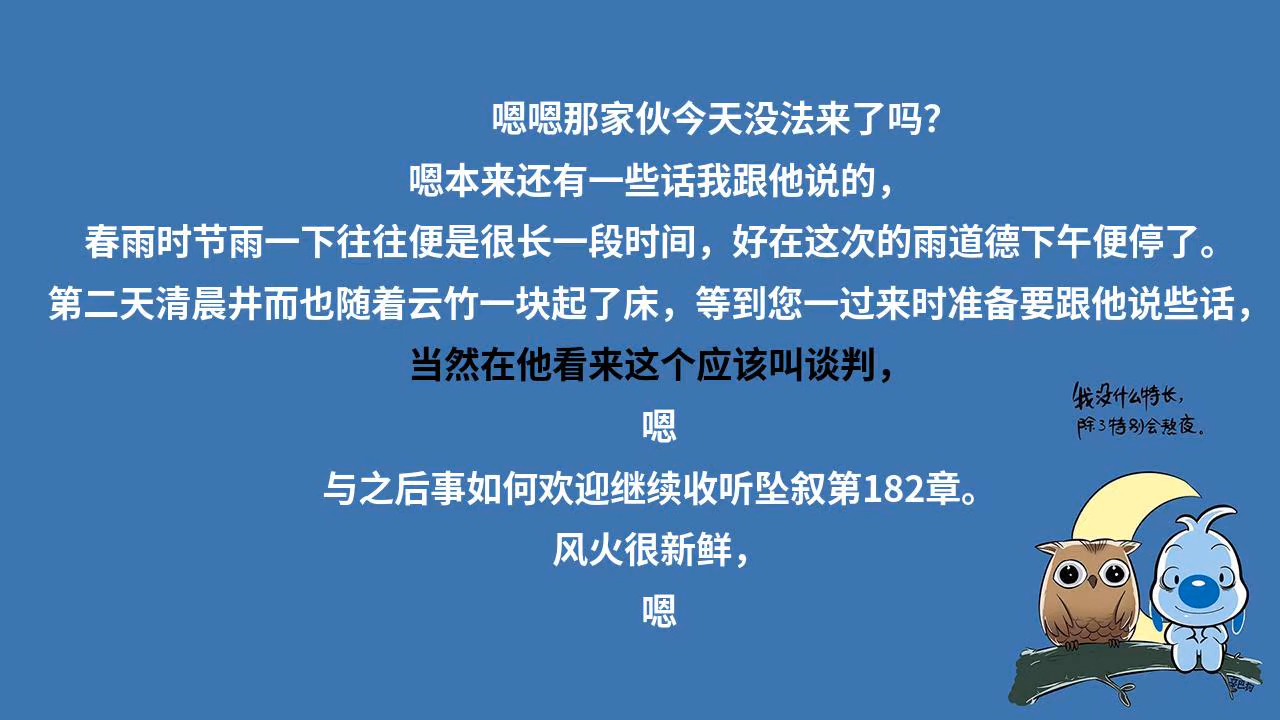 嗯嗯那家伙今天没法来了吗？
嗯本来还有一些话我跟他说的，
春雨时节雨一下往往便是很长一段时间，好在这次的雨道德下午便停了。
第二天清晨井而也随着云竹一块起了床，等到您一过来时准备要跟他说些话，
当然在他看来这个应该叫谈判，
嗯
与之后事如何欢迎继续收听坠叙第182章。
风火很新鲜，
嗯
我没什么特长，
除了特别会熬夜。